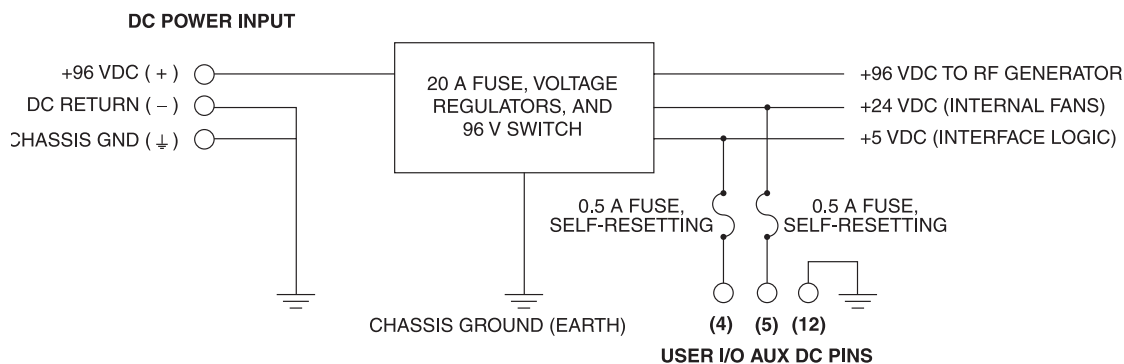 DC POWER INPUT
+96 VDC ( + )
DC RETURN ( − )
CHASSIS GND ( ⏚ )
20 A FUSE, VOLTAGE
REGULATORS, AND
96 V SWITCH
+96 VDC TO RF GENERATOR
+24 VDC (INTERNAL FANS)
+5 VDC (INTERFACE LOGIC)
0.5 A FUSE,
SELF-RESETTING
0.5 A FUSE,
SELF-RESETTING
CHASSIS GROUND (EARTH)
(4) (5) (12)
USER I/O AUX DC PINS